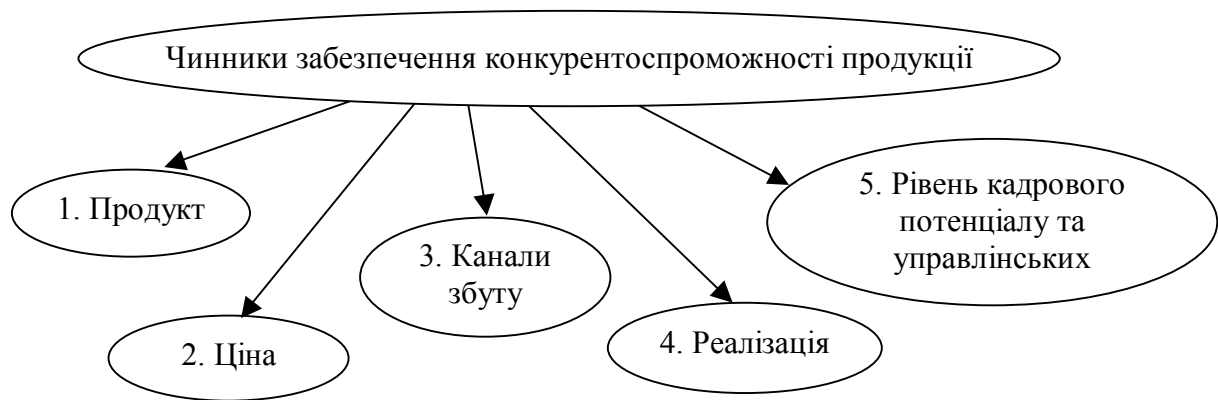 Чинники забезпечення конкурентоспроможності продукції
1. Продукт
2. Ціна
3. Канали
збуту
4. Реалізація
5. Рівень кадрового
потенціалу та
управлінських